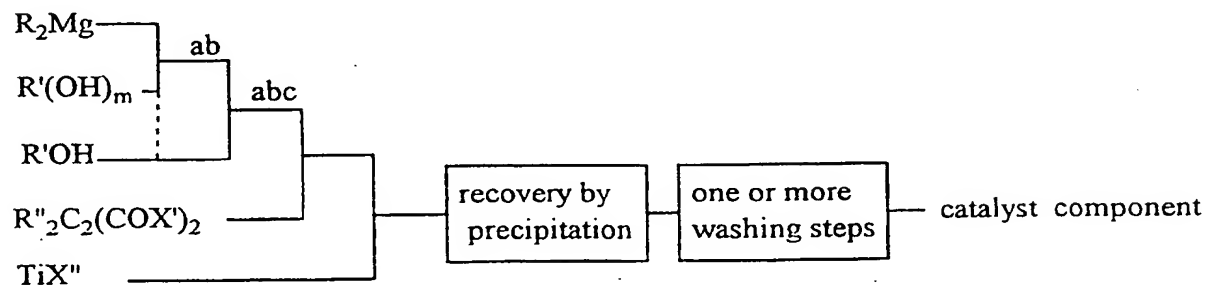 R₂Mg
ab
R'(OH)ₘ
abc
R'OH
R"₂C₂(COX')₂
TiX"
recovery by
precipitation
one or more
washing steps
catalyst component